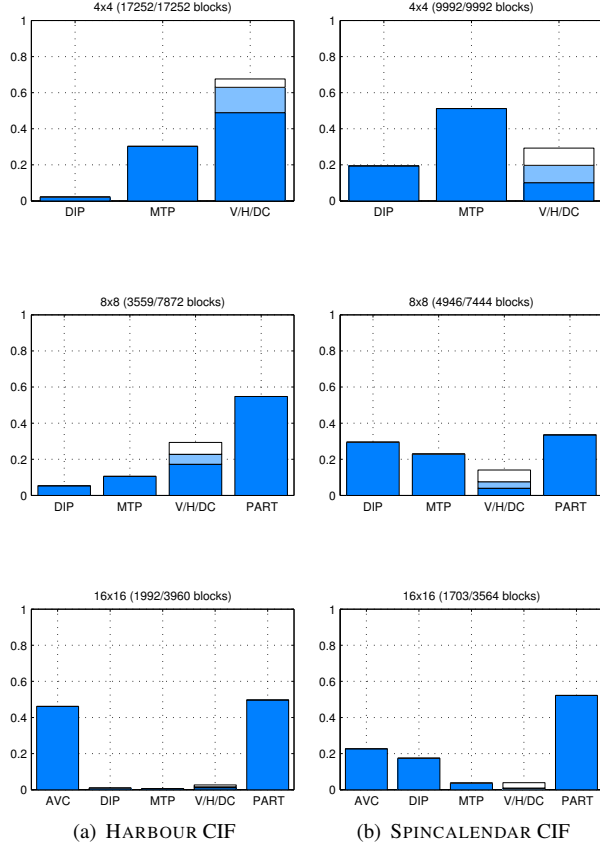 4x4 (17252/17252 blocks)
1
0.8
0.6
0.4
0.2
0
DIP MTP V/H/DC
4x4 (9992/9992 blocks)
1
0.8
0.6
0.4
0.2
0
DIP MTP V/H/DC
8x8 (3559/7872 blocks)
1
0.8
0.6
0.4
0.2
0
DIP MTP V/H/DC PART
8x8 (4946/7444 blocks)
1
0.8
0.6
0.4
0.2
0
DIP MTP V/H/DC PART
16x16 (1992/3960 blocks)
1
0.8
0.6
0.4
0.2
0
AVC DIP MTP V/H/DC PART
16x16 (1703/3564 blocks)
1
0.8
0.6
0.4
0.2
0
AVC DIP MTP V/H/DC PART
(a) HARBOUR CIF
(b) SPINCALENDAR CIF